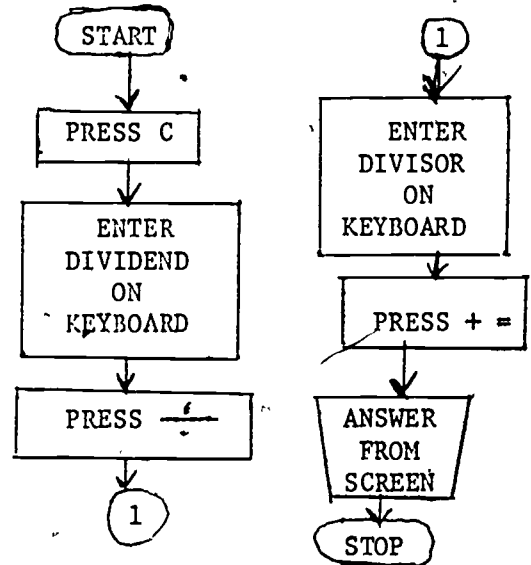 START
PRESS C
ENTER
DIVIDEND
ON
KEYBOARD
PRESS ÷
1
1
ENTER
DIVISOR
ON
KEYBOARD
PRESS + =
ANSWER
FROM
SCREEN
STOP